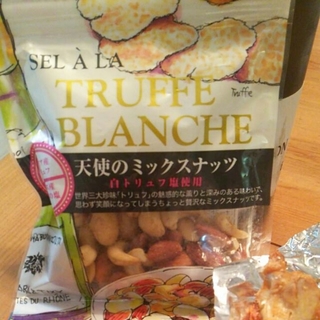 SEL À LA
TRUFFE
BLANCHE
Truffe
天使のミックスナッツ
白トリュフ塩使用
世界三大珍味「トリュフ」の魅惑的な薫りと深みのある味わいで、
思わず笑顔になってしまうちょっと贅沢なミックスナッツです。